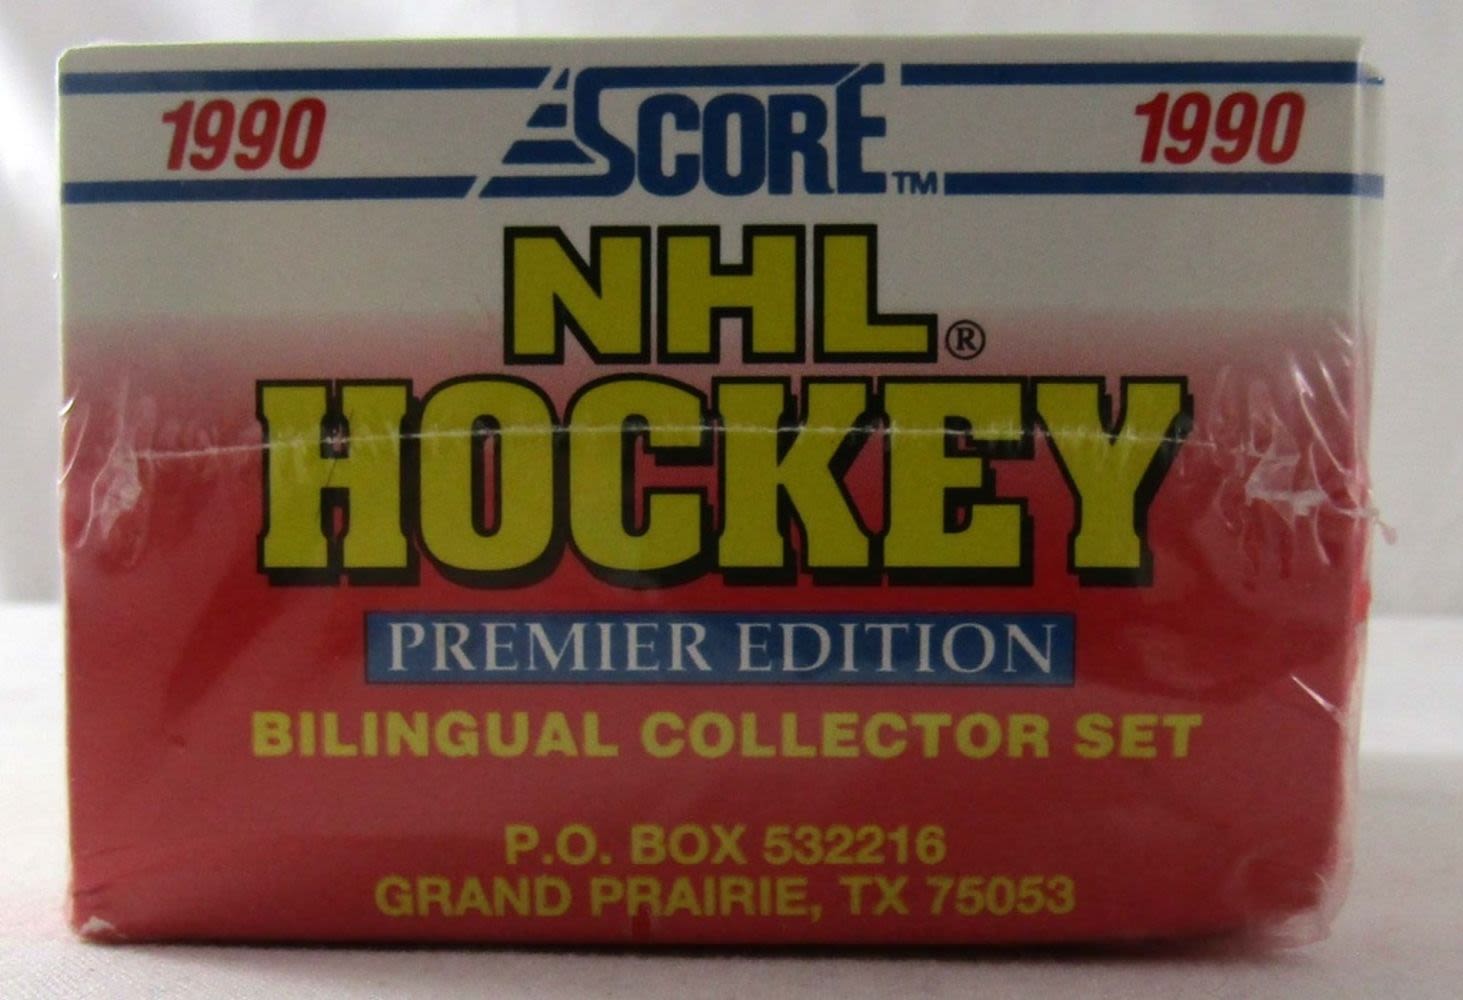 1990 SCORE™ 1990
NHL®
HOCKEY
PREMIER EDITION
BILINGUAL COLLECTOR SET
P.O. BOX 532216
GRAND PRAIRIE, TX 75053